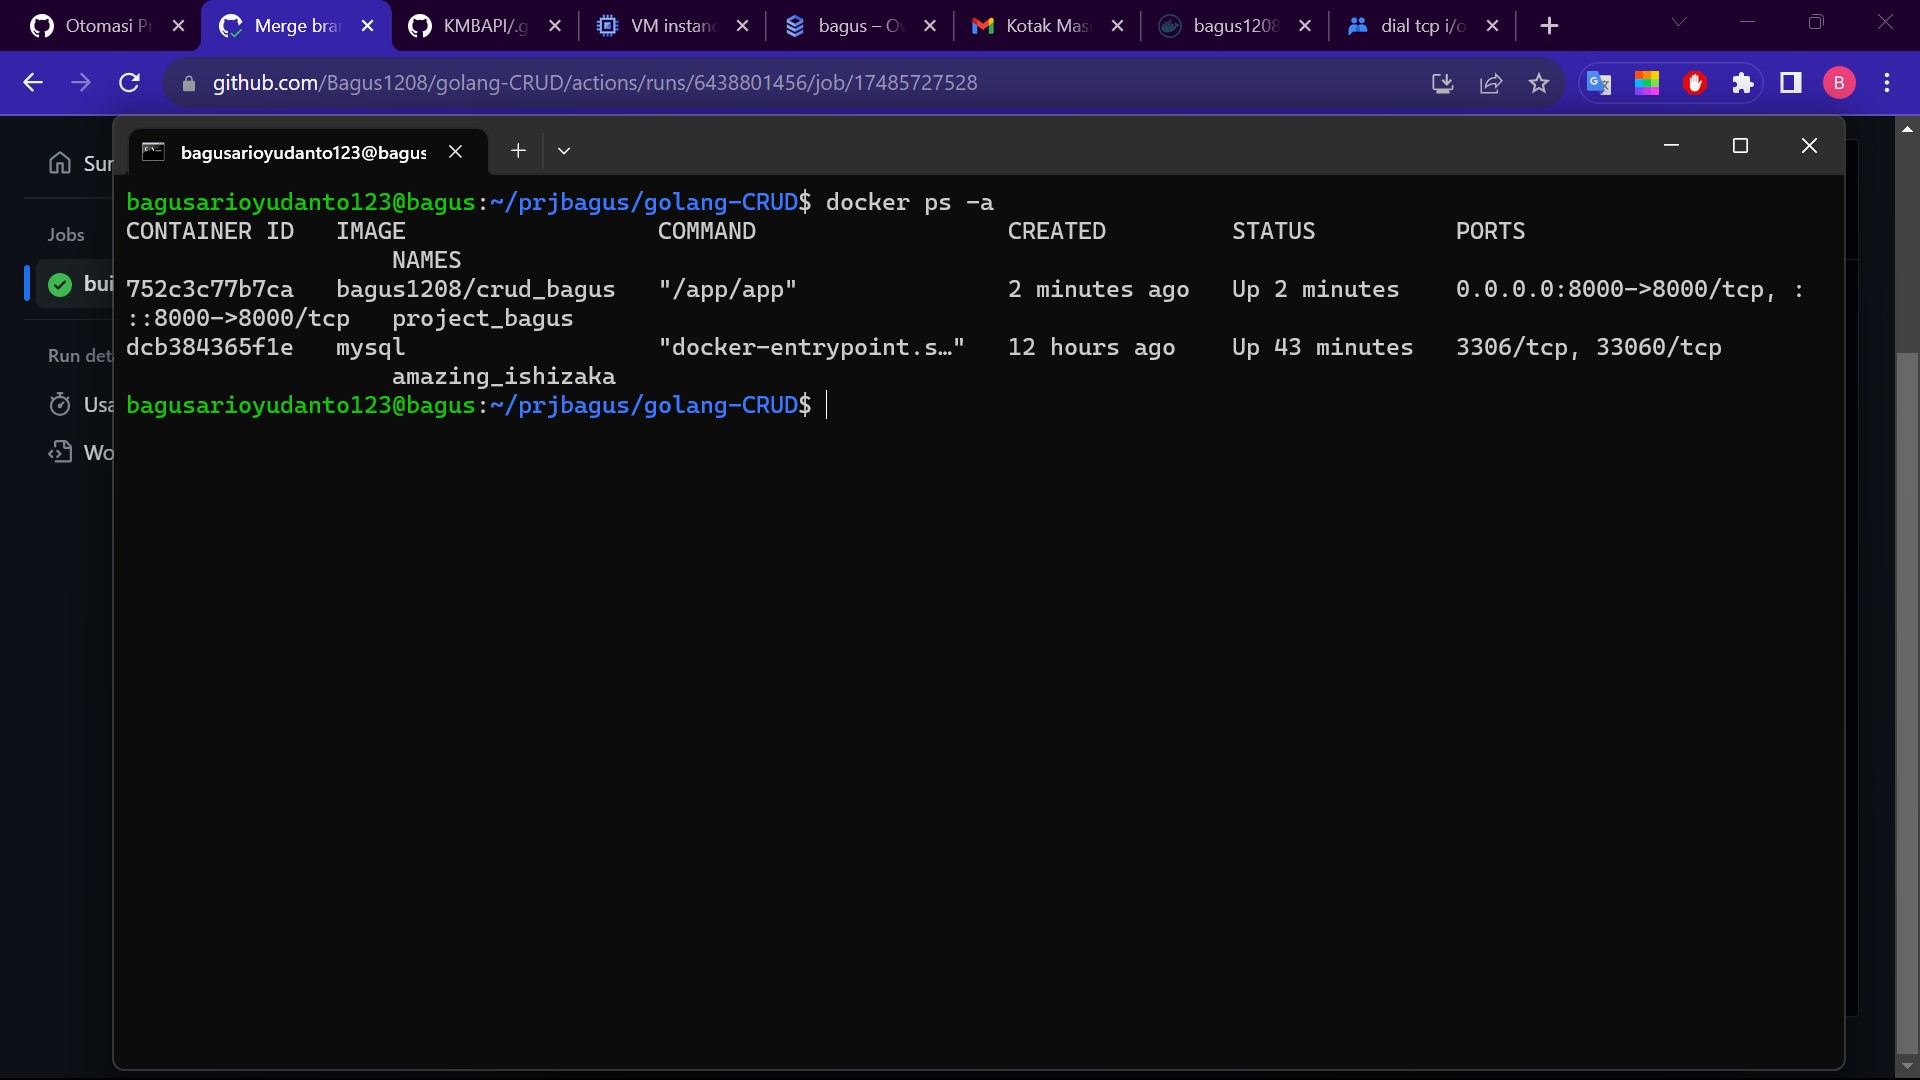 Otomasi P
Merge bra
KMBAPI/.g
VM instan
bagus – Ov
Kotak Mas
bagus1208
dial tcp i/o
github.com/Bagus1208/golang-CRUD/actions/runs/6438801456/job/17485727528
B
Sur
Jobs
bui
Run det
Usa
Wo
bagusarioyudanto123@bagus
bagusarioyudanto123@bagus:~/prjbagus/golang-CRUD$ docker ps -a
CONTAINER ID   IMAGE                  COMMAND                  CREATED         STATUS          PORTS
                   NAMES
752c3c77b7ca   bagus1208/crud_bagus   "/app/app"               2 minutes ago   Up 2 minutes    0.0.0.0:8000->8000/tcp, :
::8000->8000/tcp   project_bagus
dcb384365f1e   mysql                  "docker-entrypoint.s…"   12 hours ago    Up 43 minutes   3306/tcp, 33060/tcp
                   amazing_ishizaka
bagusarioyudanto123@bagus:~/prjbagus/golang-CRUD$